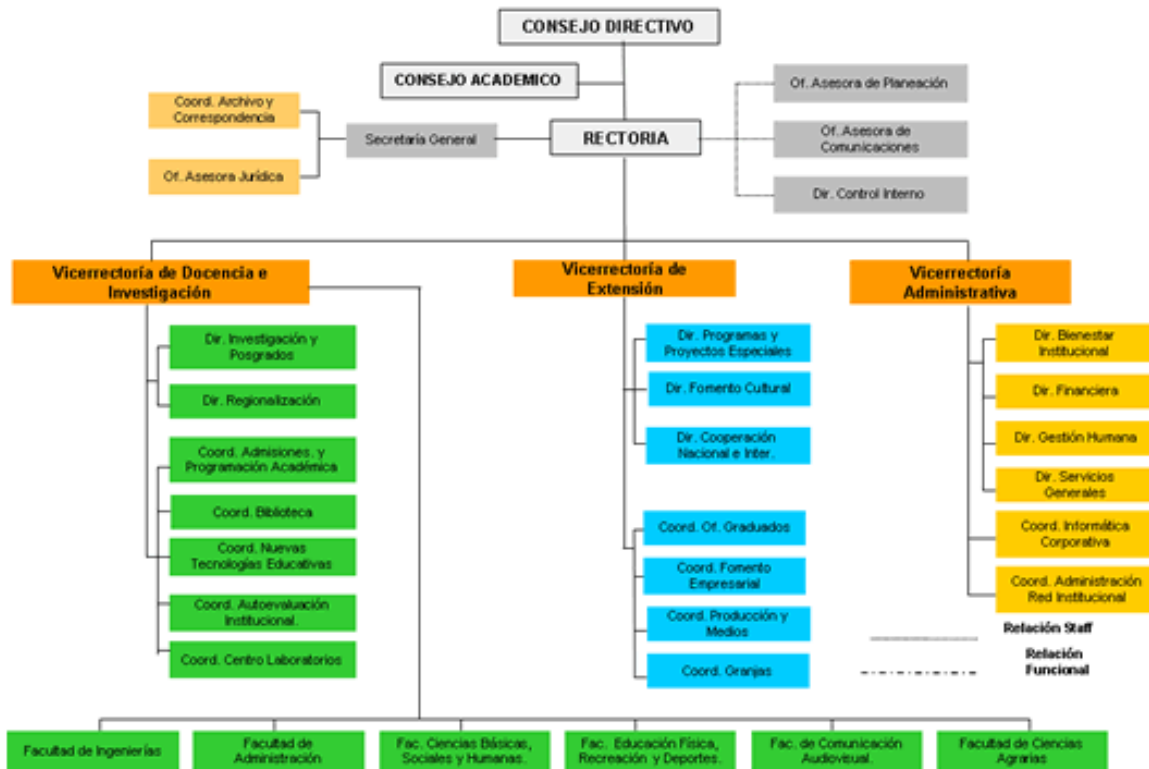 CONSEJO DIRECTIVO
CONSEJO ACADEMICO
Of. Asesora de Planeación
Coord. Archivo y
Correspondencia
Secretaría General
RECTORIA
Of. Asesora de
Comunicaciones
Of. Asesora Jurídica
Dir. Control Interno
Vicerrectoría de Docencia e
Investigación
Vicerrectoría de
Extensión
Vicerrectoría
Administrativa
Dir. Investigación y
Posgrados
Dir. Regionalización
Coord. Admisiones. y
Programación Académica
Coord. Biblioteca
Coord. Nuevas
Tecnologías Educativas
Coord. Autoevaluación
Institucional.
Coord. Centro Laboratorios
Dir. Programas y
Proyectos Especiales
Dir. Fomento Cultural
Dir. Cooperación
Nacional e Inter.
Coord. Of. Graduados
Coord. Fomento
Empresarial
Coord. Producción y
Medios
Coord. Granjas
Dir. Bienestar
Institucional
Dir. Financiera
Dir. Gestión Humana
Dir. Servicios
Generales
Coord. Informática
Corporativa
Coord. Administración
Red Institucional
Relación Staff
Relación
Funcional
Facultad de Ingenierías
Facultad de
Administración
Fac. Ciencias Básicas,
Sociales y Humanas.
Fac. Educación Física,
Recreación y Deportes.
Fac. de Comunicación
Audiovisual.
Facultad de Ciencias
Agrarias